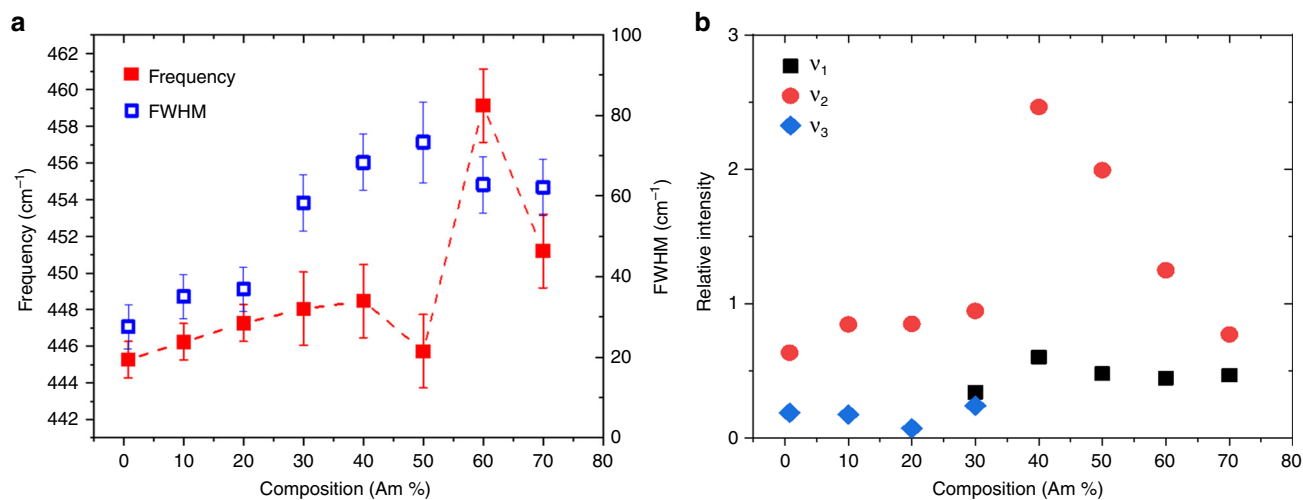 a
Frequency (cm⁻¹)
462
460
458
456
454
452
450
448
446
444
442
Frequency
FWHM
100
80
60
40
20
0
FWHM (cm⁻¹)
0 10 20 30 40 50 60 70 80
Composition (Am %)
b
Relative intensity
3
2
1
0
ν₁
ν₂
ν₃
0 10 20 30 40 50 60 70 80
Composition (Am %)